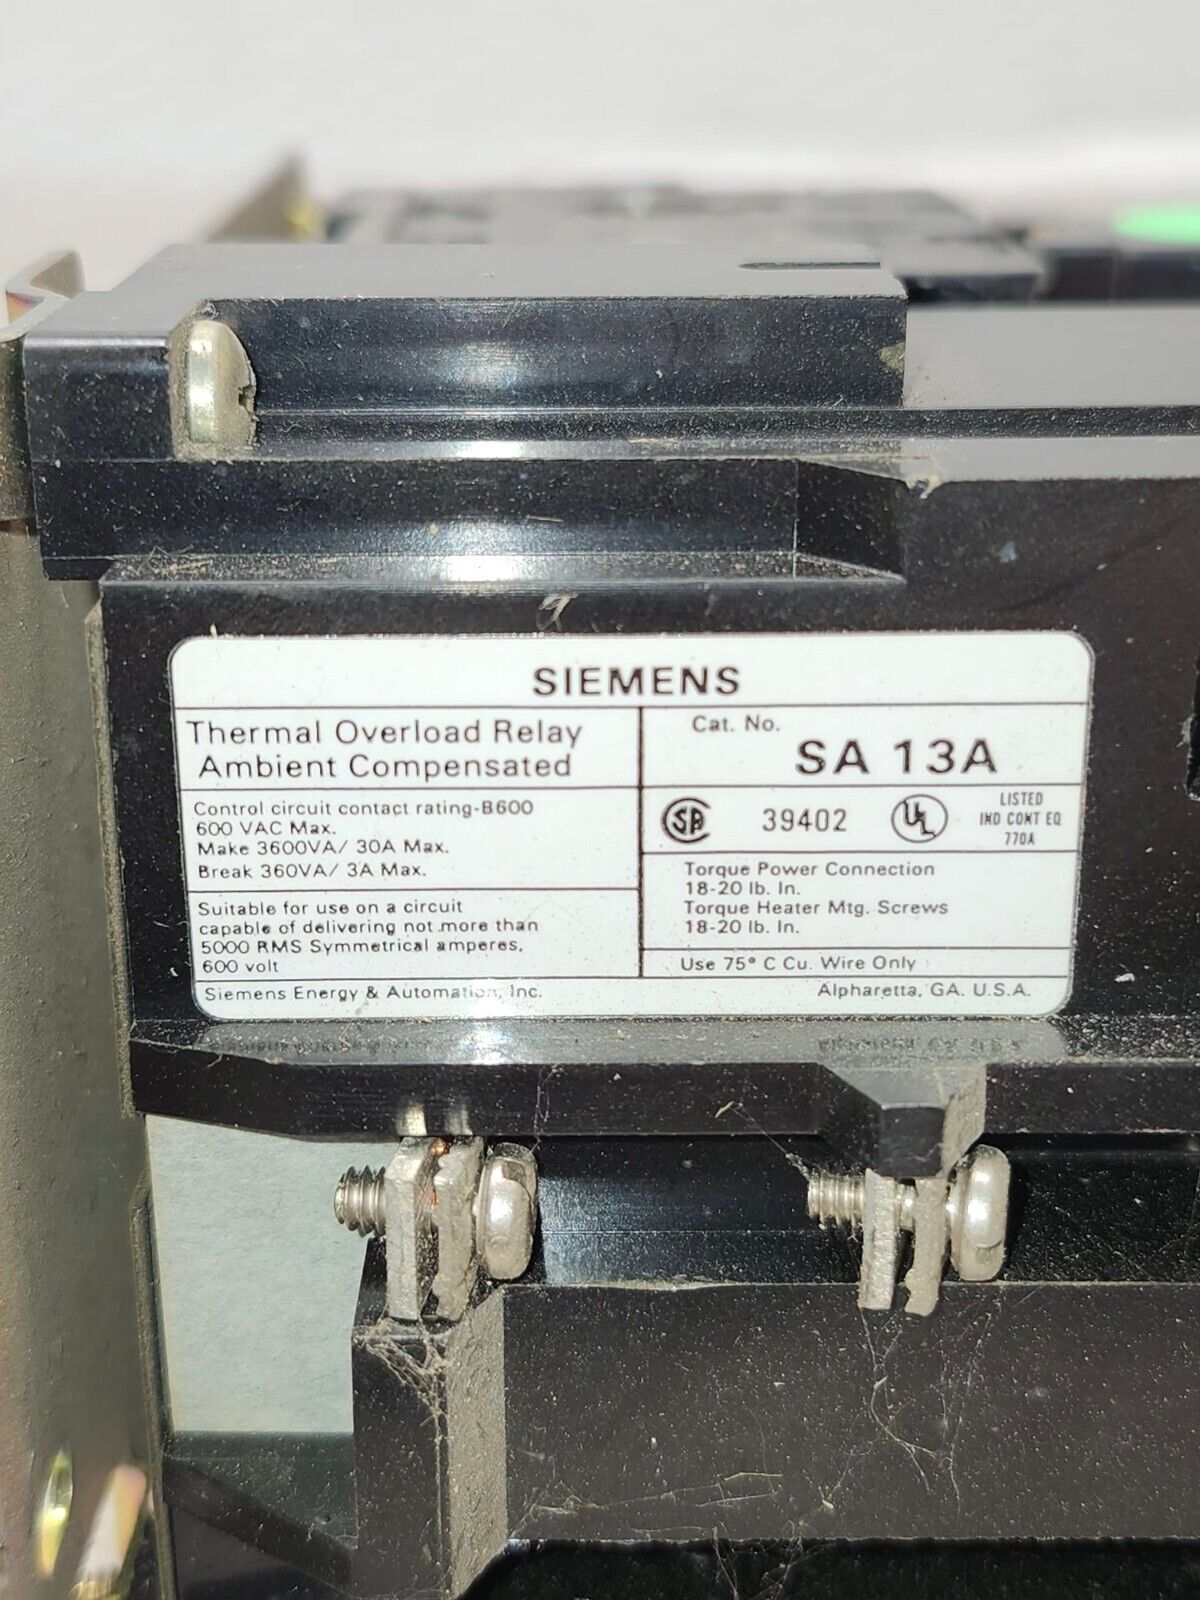 SIEMENS
Thermal Overload Relay
Ambient Compensated
Control circuit contact rating-B600
600 VAC Max.
Make 3600VA/ 30A Max.
Break 360VA/ 3A Max.
Suitable for use on a circuit
capable of delivering not more than
5000 RMS Symmetrical amperes,
600 volt
Cat. No.
SA 13A
SA 39402 UL LISTED
IND CONT EQ
770A
Torque Power Connection
18-20 lb. In.
Torque Heater Mtg. Screws
18-20 lb. In.
Use 75° C Cu. Wire Only
Siemens Energy & Automation, Inc. Alpharetta, GA. U.S.A.